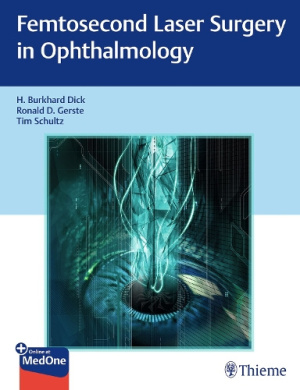 Femtosecond Laser Surgery
in Ophthalmology
H. Burkhard Dick
Ronald D. Gerste
Tim Schultz
+ Online at
MedOne
Thieme